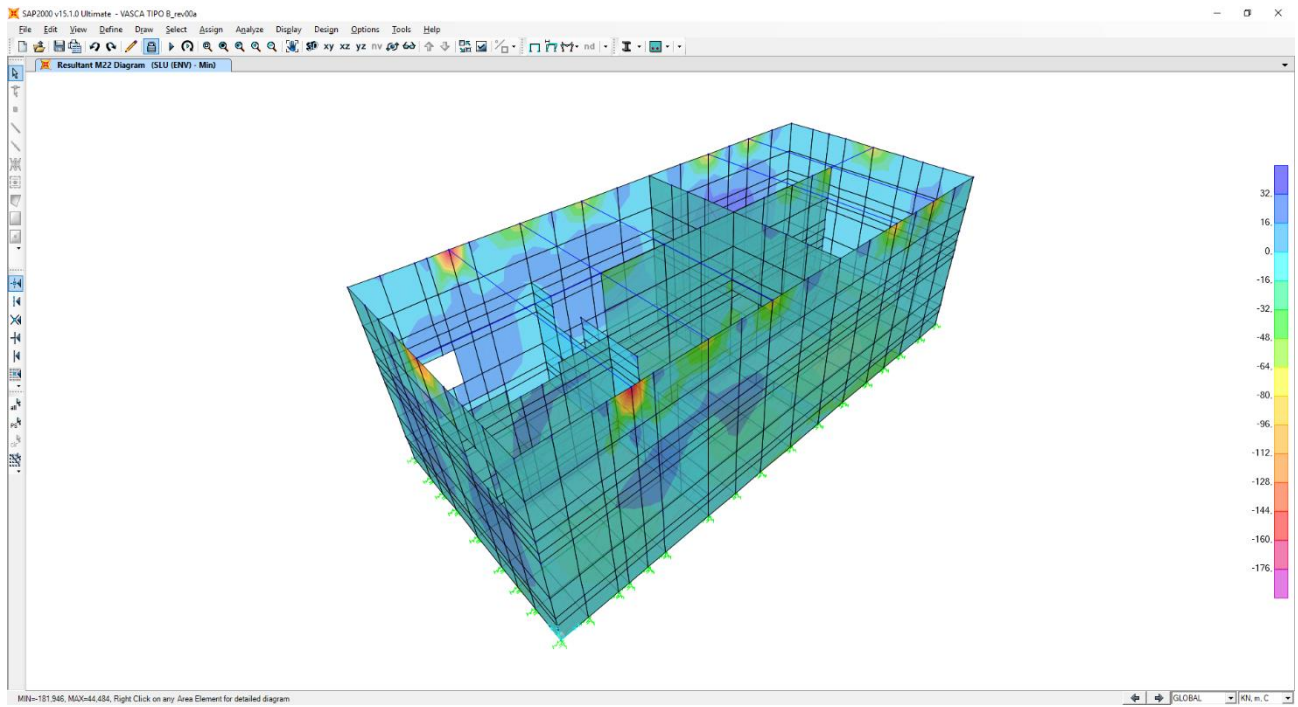 SAP2000 v15.1.0 Ultimate - VASCA TIPO B_rev00a
File Edit View Define Draw Select Assign Analyze Display Design Options Tools Help
xy xz yz nv nd
Resultant M22 Diagram (SLU (ENV) - Min)
32,
16,
0,
-16,
-32,
-48,
-64,
-80,
-96,
-112,
-128,
-144,
-160,
-176,
all
PS
clr
MIN=-181,946, MAX=44,484, Right Click on any Area Element for detailed diagram
GLOBAL KN, m, C